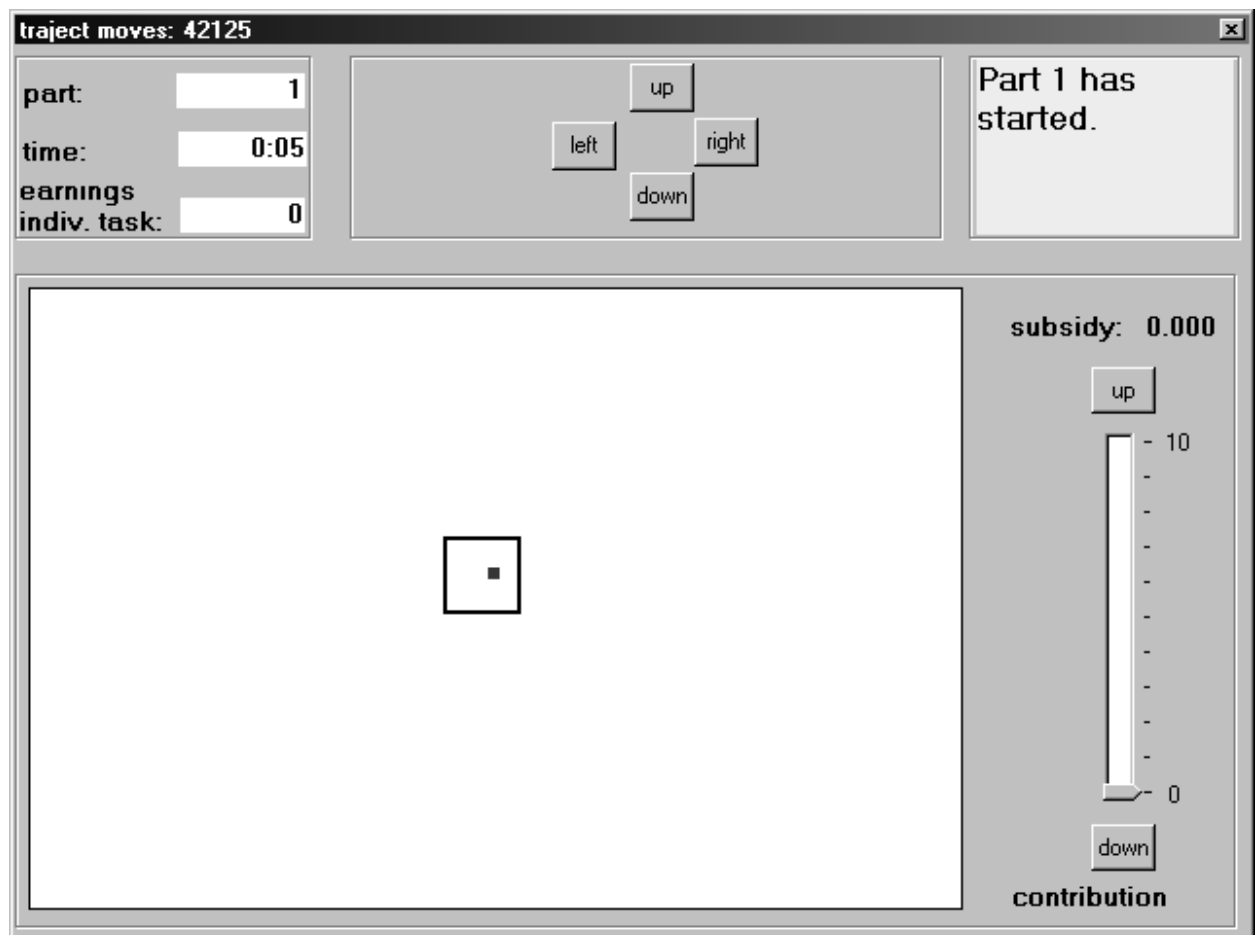 traject moves: 42125
part: 1
time: 0:05
earnings
indiv. task: 0
up
left
right
down
Part 1 has
started.
subsidy: 0.000
up
10
0
down
contribution